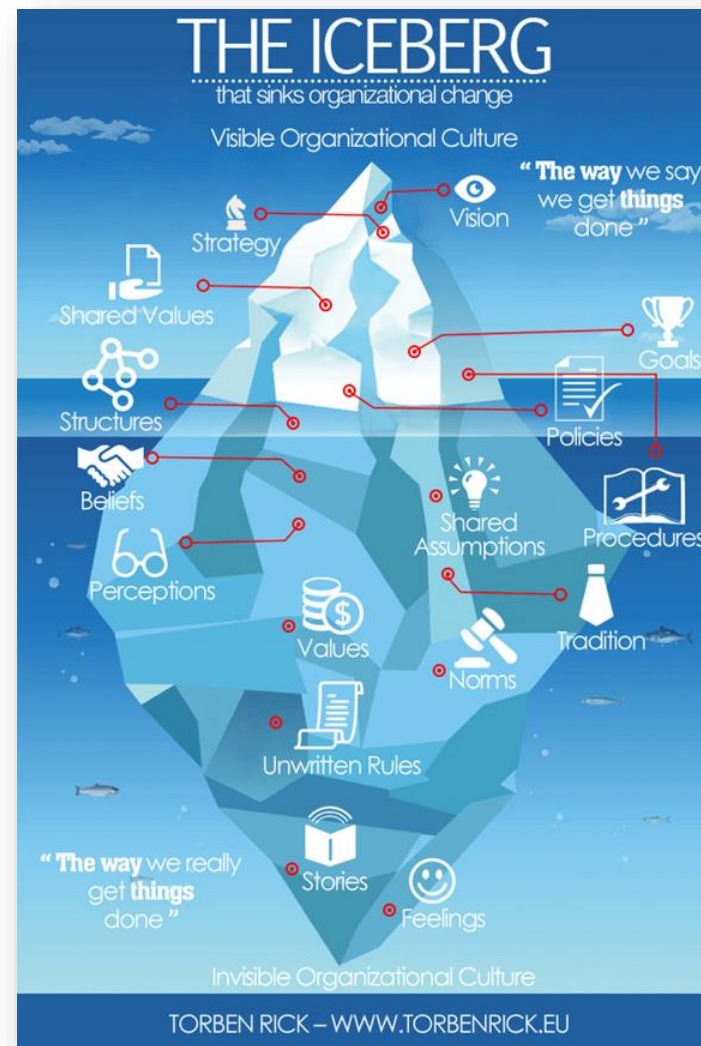 THE ICEBERG
that sinks organizational change
Visible Organizational Culture
“ The way we say
we get things
done ”
Vision
Strategy
Shared Values
Goals
Structures
Policies
Beliefs
Shared
Assumptions
Procedures
Perceptions
Values
Tradition
Norms
Unwritten Rules
Stories
“ The way we really
get things
done ”
Feelings
Invisible Organizational Culture
TORBEN RICK – WWW.TORBENRICK.EU